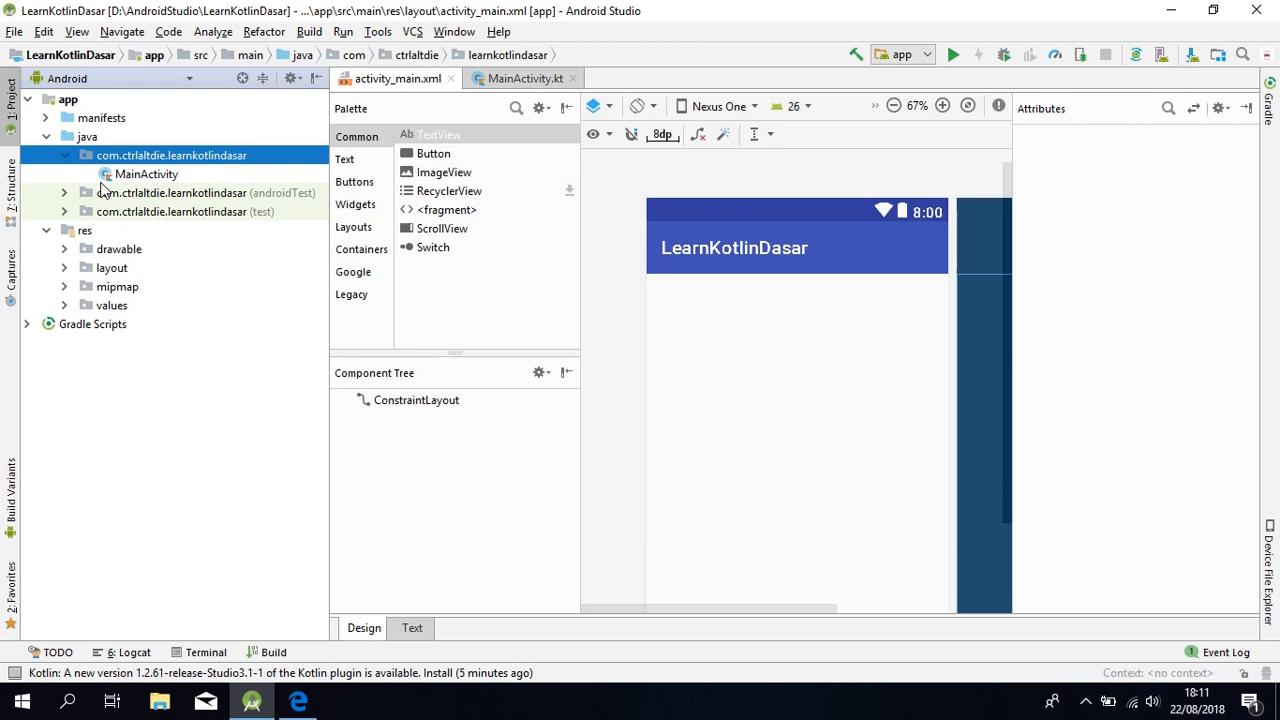 LearnKotlinDasar [D:\AndroidStudio\LearnKotlinDasar] - ...\app\src\main\res\layout\activity_main.xml [app] - Android Studio
File Edit View Navigate Code Analyze Refactor Build Run Tools VCS Window Help
LearnKotlinDasar app src main java com ctrlaltdie learnkotlindasar app
Android
activity_main.xml
MainActivity.kt
1: Project
Z: Structure
Captures
Build Variants
2: Favorites
app
manifests
java
com.ctrlaltdie.learnkotlindasar
MainActivity
com.ctrlaltdie.learnkotlindasar (androidTest)
com.ctrlaltdie.learnkotlindasar (test)
res
drawable
layout
mipmap
values
Gradle Scripts
Palette
Common
Text
Buttons
Widgets
Layouts
Containers
Google
Legacy
Ab TextView
Button
ImageView
RecyclerView
<fragment>
ScrollView
Switch
Component Tree
ConstraintLayout
Nexus One 26 » 67%
8dp
8:00
LearnKotlinDasar
Attributes
Gradle
Device File Explorer
Design Text
TODO 6: Logcat Terminal Build 1 Event Log
Kotlin: A new version 1.2.61-release-Studio3.1-1 of the Kotlin plugin is available. Install (5 minutes ago) Context: <no context>
18:11
22/08/2018
1